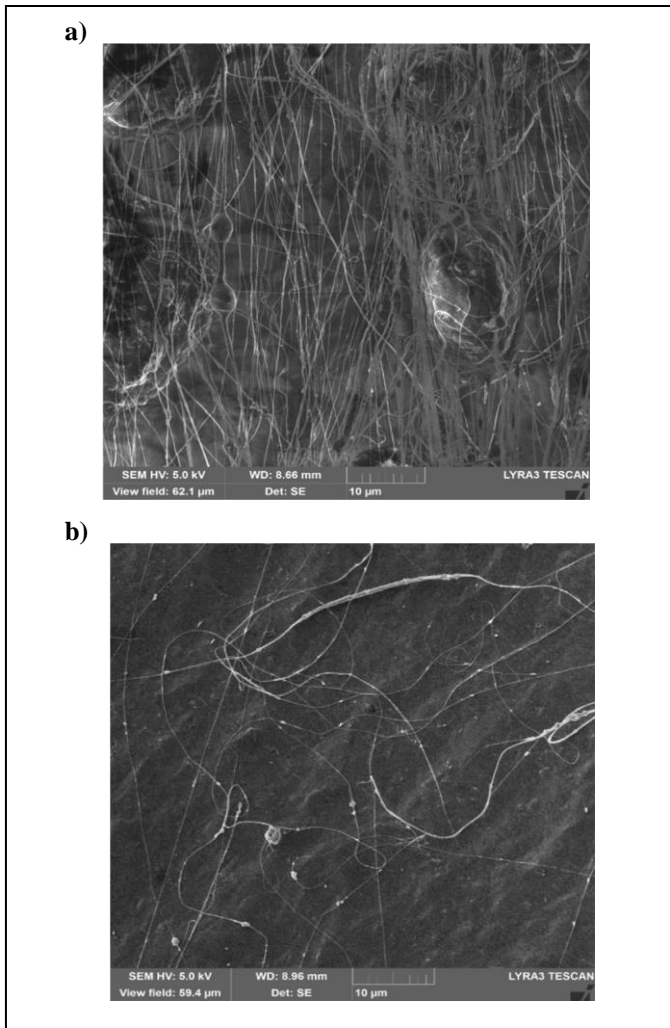 a)
SEM HV: 5.0 kV WD: 8.66 mm LYRA3 TESCAN
View field: 62.1 µm Det: SE 10 µm
b)
SEM HV: 5.0 kV WD: 8.96 mm LYRA3 TESCAN
View field: 59.4 µm Det: SE 10 µm